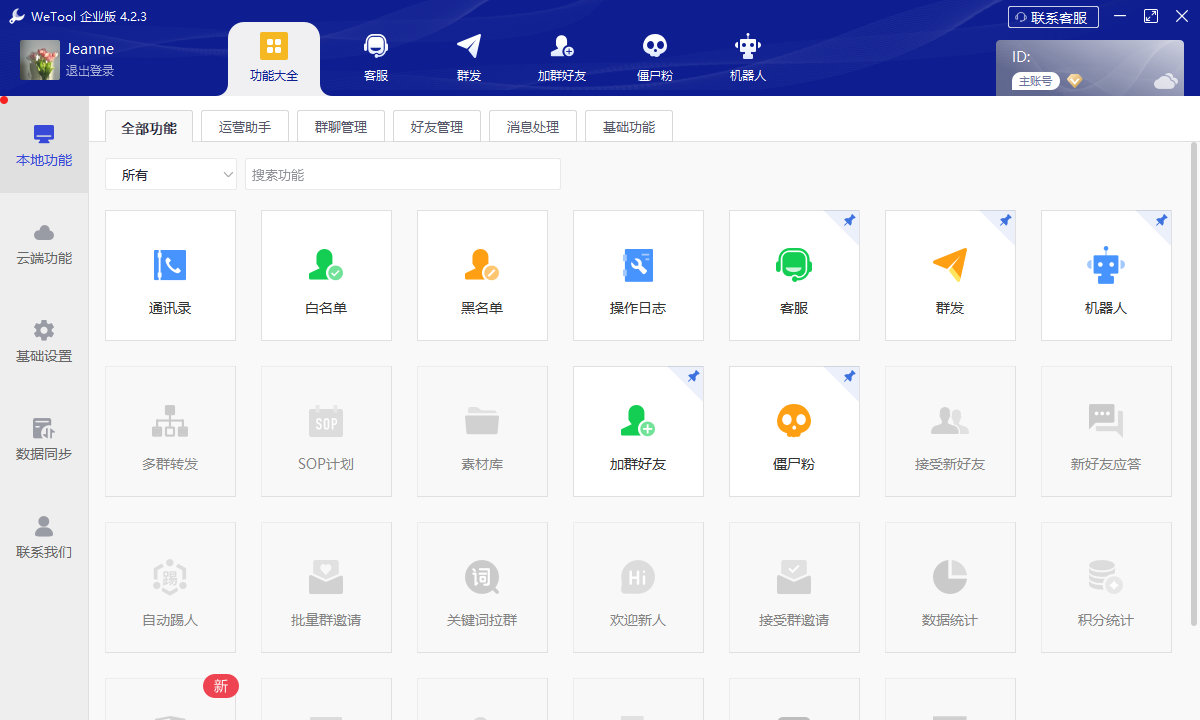 WeTool 企业版 4.2.3
联系客服
Jeanne
退出登录
功能大全
客服
群发
加群好友
僵尸粉
机器人
ID:
主账号
本地功能
云端功能
基础设置
数据同步
联系我们
全部功能
运营助手
群聊管理
好友管理
消息处理
基础功能
所有
搜索功能
通讯录
白名单
黑名单
操作日志
客服
群发
机器人
多群转发
SOP
SOP计划
素材库
加群好友
僵尸粉
接受新好友
新好友应答
踢
自动踢人
批量群邀请
词
关键词拉群
Hi
欢迎新人
接受群邀请
数据统计
积分统计
新